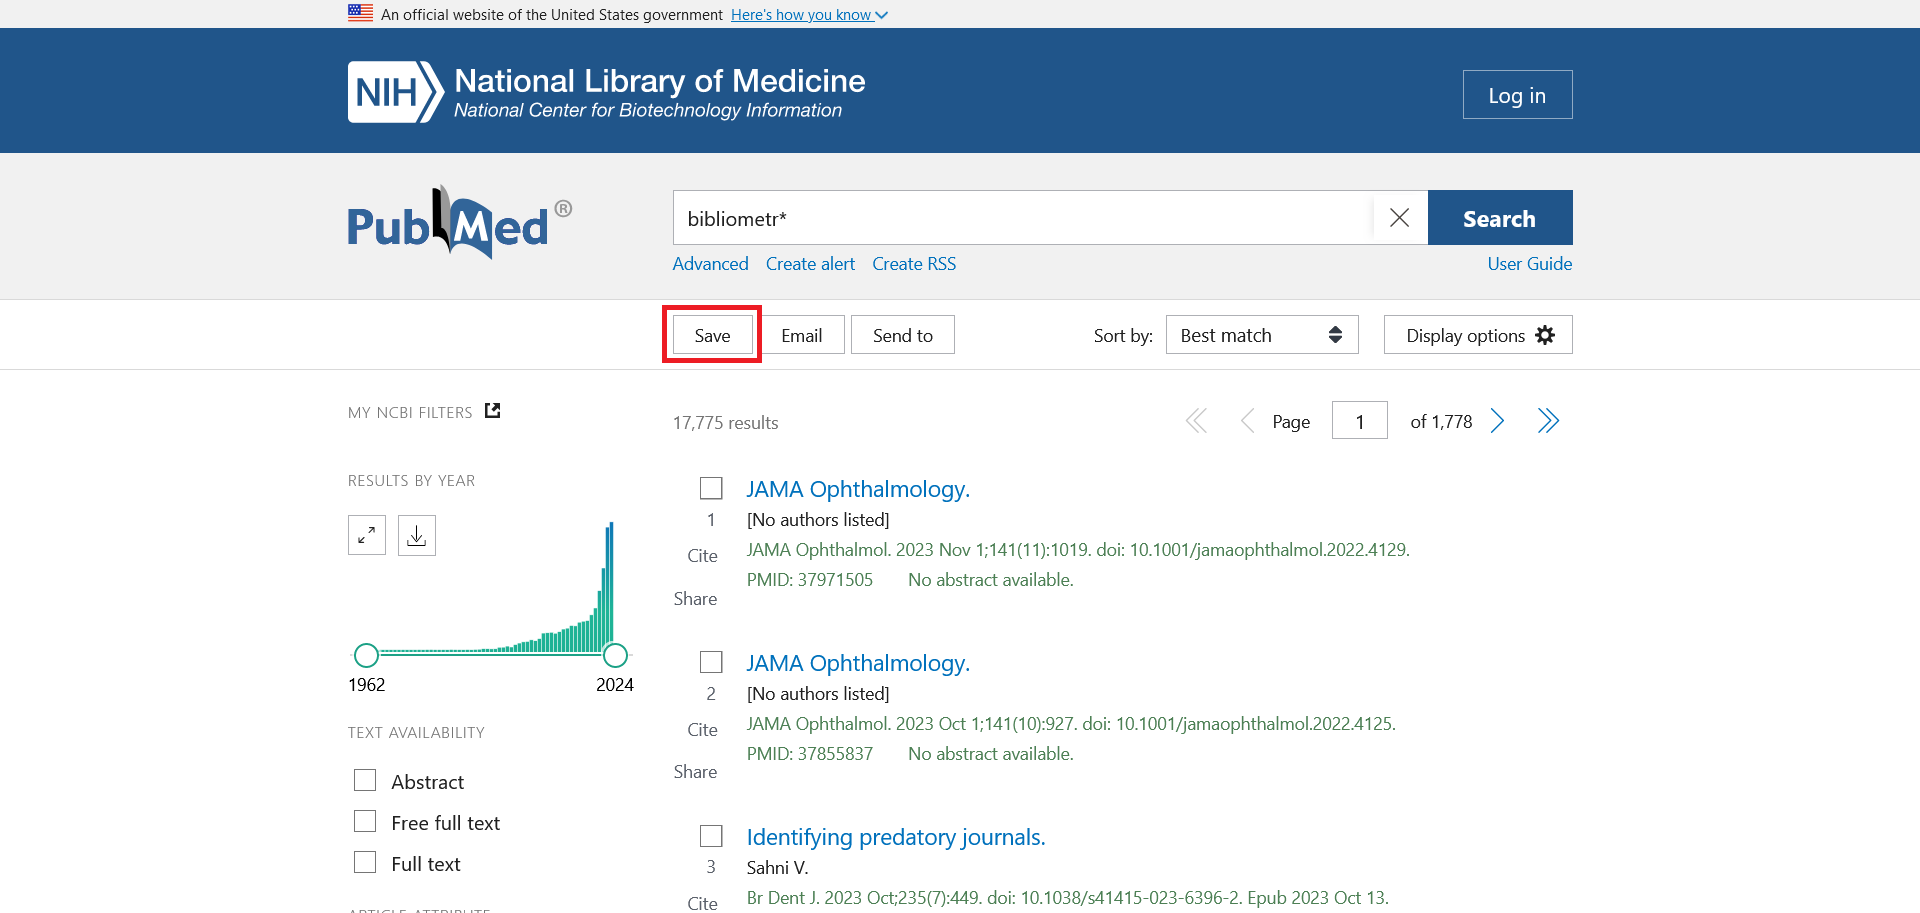 An official website of the United States government Here's how you know
NIH National Library of Medicine
National Center for Biotechnology Information
Log in
PubMed®
bibliometr*
Search
Advanced Create alert Create RSS User Guide
Save Email Send to Sort by: Best match Display options
MY NCBI FILTERS
17,775 results
Page 1 of 1,778
RESULTS BY YEAR
1962 2024
TEXT AVAILABILITY
Abstract
Free full text
Full text
ARTICLE ATTRIBUTE
JAMA Ophthalmology.
1 [No authors listed]
Cite JAMA Ophthalmol. 2023 Nov 1;141(11):1019. doi: 10.1001/jamaophthalmol.2022.4129.
PMID: 37971505 No abstract available.
Share
JAMA Ophthalmology.
2 [No authors listed]
Cite JAMA Ophthalmol. 2023 Oct 1;141(10):927. doi: 10.1001/jamaophthalmol.2022.4125.
PMID: 37855837 No abstract available.
Share
Identifying predatory journals.
3 Sahni V.
Cite Br Dent J. 2023 Oct;235(7):449. doi: 10.1038/s41415-023-6396-2. Epub 2023 Oct 13.